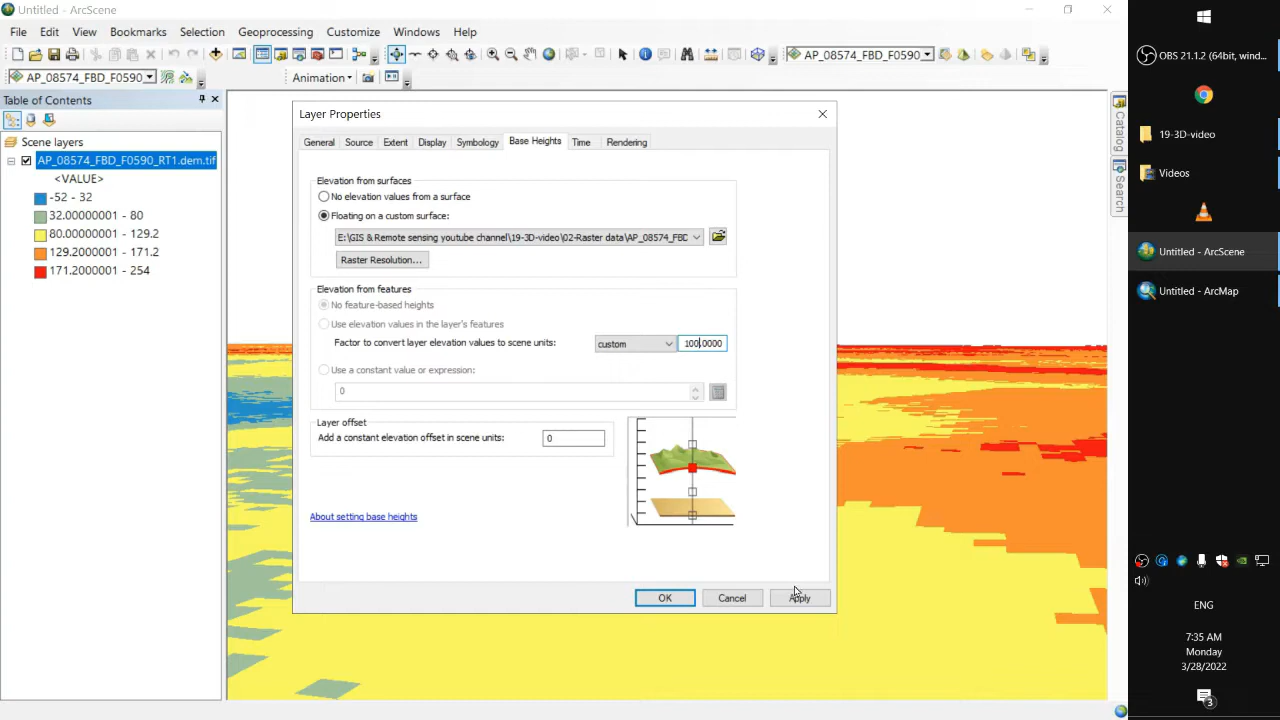 Untitled - ArcScene
File Edit View Bookmarks Selection Geoprocessing Customize Windows Help
AP_08574_FBD_F0590
AP_08574_FBD_F0590 Animation
Table of Contents
Scene layers
AP_08574_FBD_F0590_RT1.dem.tif
<VALUE>
-52 - 32
32.00000001 - 80
80.00000001 - 129.2
129.2000001 - 171.2
171.2000001 - 254
Layer Properties
General Source Extent Display Symbology Base Heights Time Rendering
Elevation from surfaces
No elevation values from a surface
Floating on a custom surface:
E:\GIS & Remote sensing youtube channel\19-3D-video\02-Raster data\AP_08574_FBD
Raster Resolution...
Elevation from features
No feature-based heights
Use elevation values in the layer's features
Factor to convert layer elevation values to scene units: custom 100.0000
Use a constant value or expression:
0
Layer offset
Add a constant elevation offset in scene units: 0
About setting base heights
OK Cancel Apply
Catalog
Search
OBS 21.1.2 (64bit, wind...
19-3D-video
Videos
Untitled - ArcScene
Untitled - ArcMap
ENG
7:35 AM
Monday
3/28/2022
3